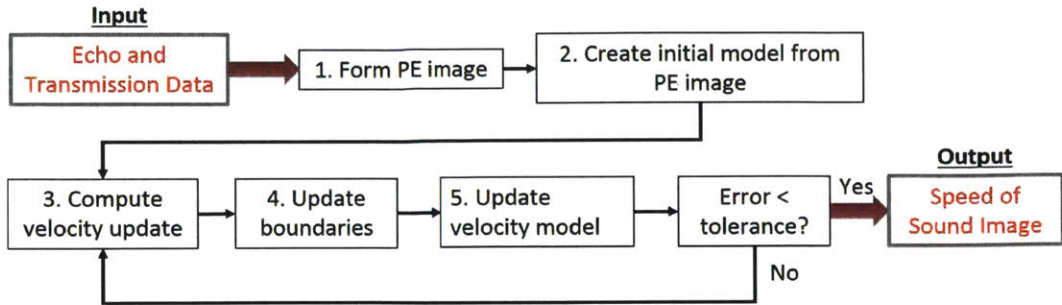 Input
Echo and
Transmission Data
1. Form PE image
2. Create initial model from
PE image
3. Compute
velocity update
4. Update
boundaries
5. Update
velocity model
Error <
tolerance?
Yes
No
Output
Speed of
Sound Image